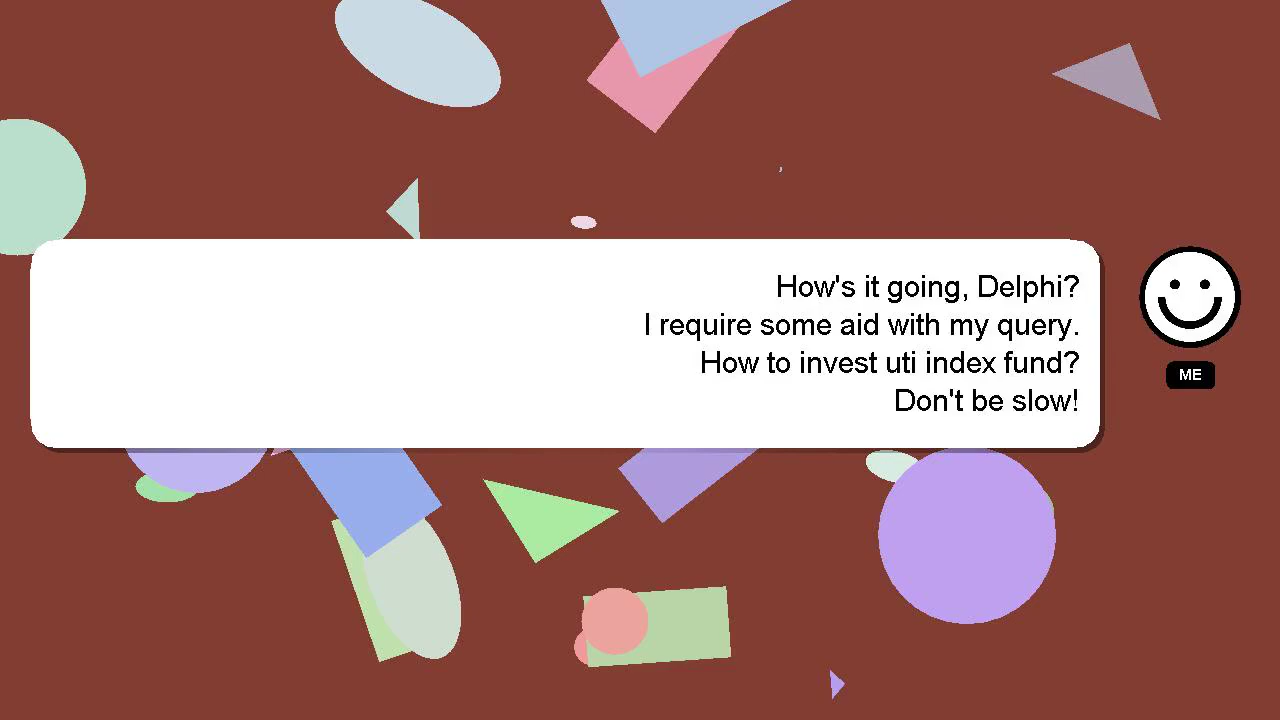 How's it going, Delphi?
I require some aid with my query.
How to invest uti index fund?
Don't be slow!
ME